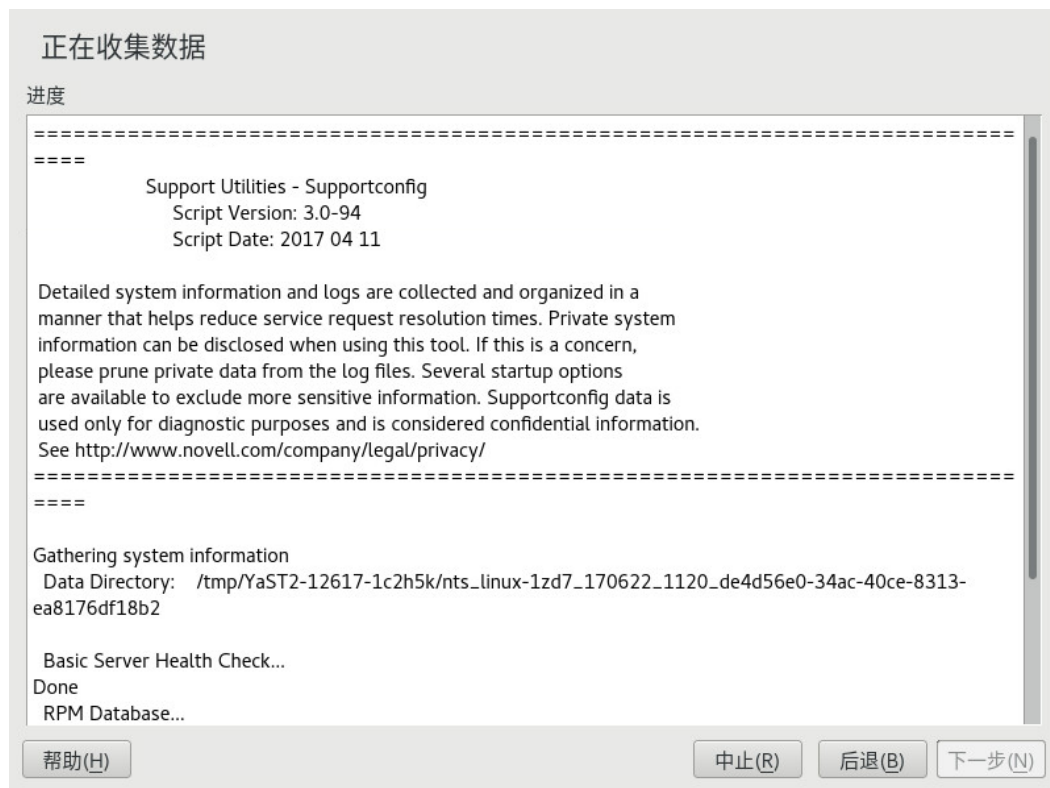 正在收集数据
进度
=========================================================================
====
Support Utilities - Supportconfig
Script Version: 3.0-94
Script Date: 2017 04 11
Detailed system information and logs are collected and organized in a
manner that helps reduce service request resolution times. Private system
information can be disclosed when using this tool. If this is a concern,
please prune private data from the log files. Several startup options
are available to exclude more sensitive information. Supportconfig data is
used only for diagnostic purposes and is considered confidential information.
See http://www.novell.com/company/legal/privacy/
=========================================================================
====
Gathering system information
Data Directory: /tmp/YaST2-12617-1c2h5k/nts_linux-1zd7_170622_1120_de4d56e0-34ac-40ce-8313-
ea8176df18b2
Basic Server Health Check...
Done
RPM Database...
帮助(H) 中止(R) 后退(B) 下一步(N)